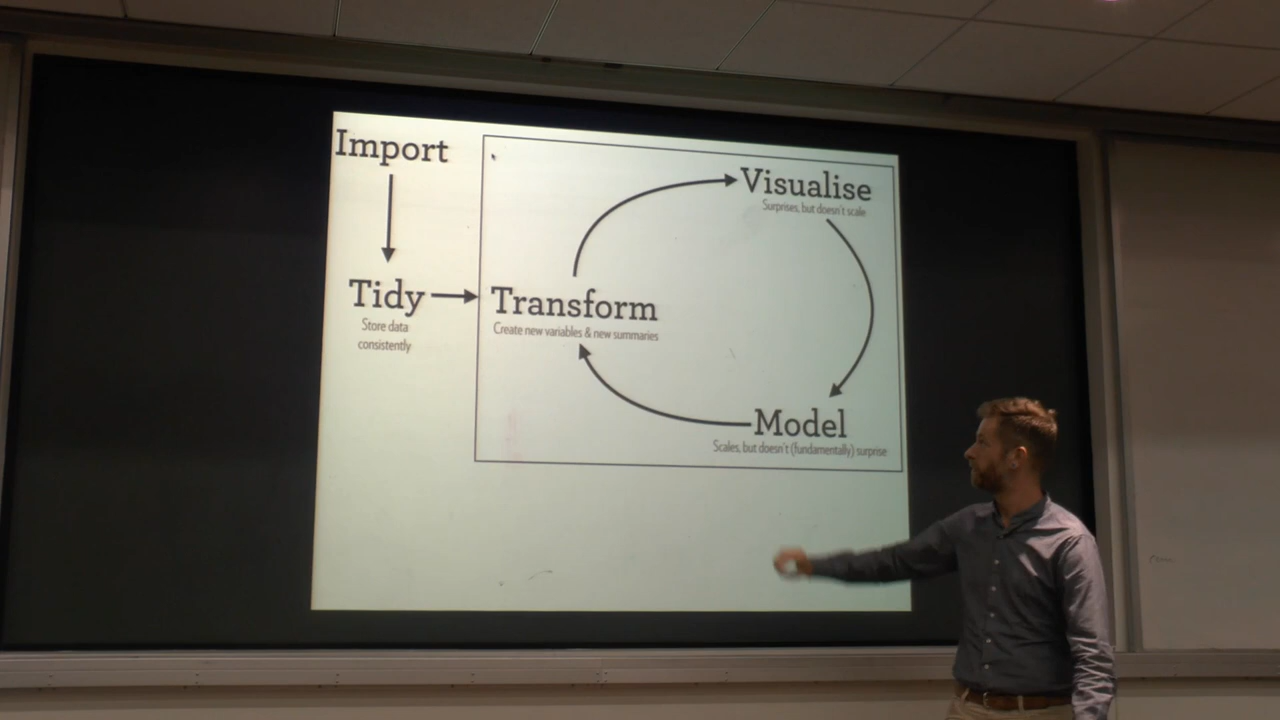 Import
Tidy
Store data
consistently
Transform
Create new variables & new summaries
Visualise
Surprises, but doesn't scale
Model
Scales, but doesn't (fundamentally) surprise